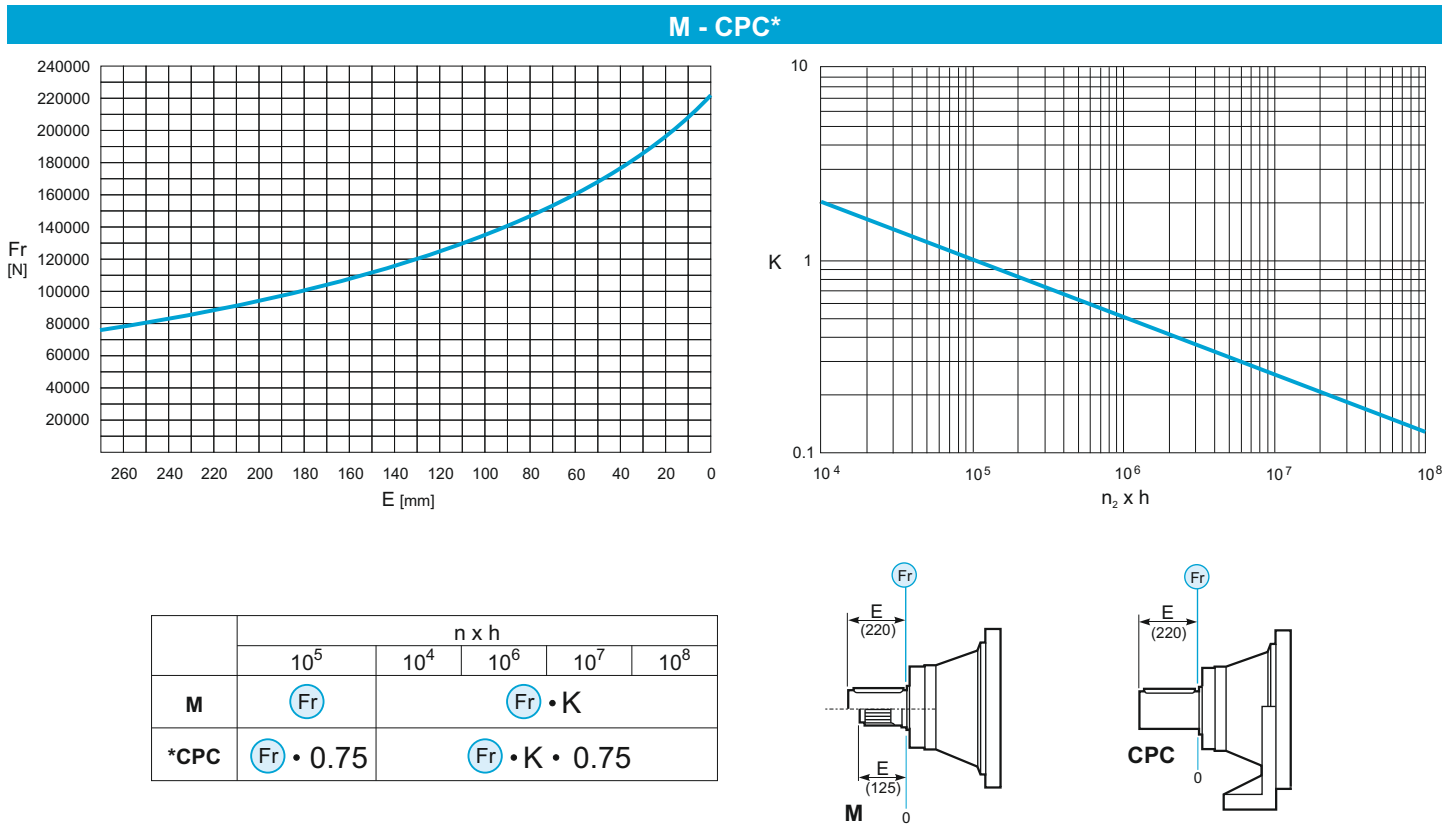 M - CPC*
240000
220000
200000
180000
160000
140000
120000
100000
80000
60000
40000
20000
Fr
[N]
260 240 220 200 180 160 140 120 100 80 60 40 20 0
E [mm]
10
1
0.1
K
10⁴ 10⁵ 10⁶ 10⁷ 10⁸
n₂ x h
n x h
10⁵ 10⁴ 10⁶ 10⁷ 10⁸
M Fr Fr • K
*CPC Fr • 0.75 Fr • K • 0.75
Fr
E
(220)
E
(125)
M
0
Fr
E
(220)
CPC
0